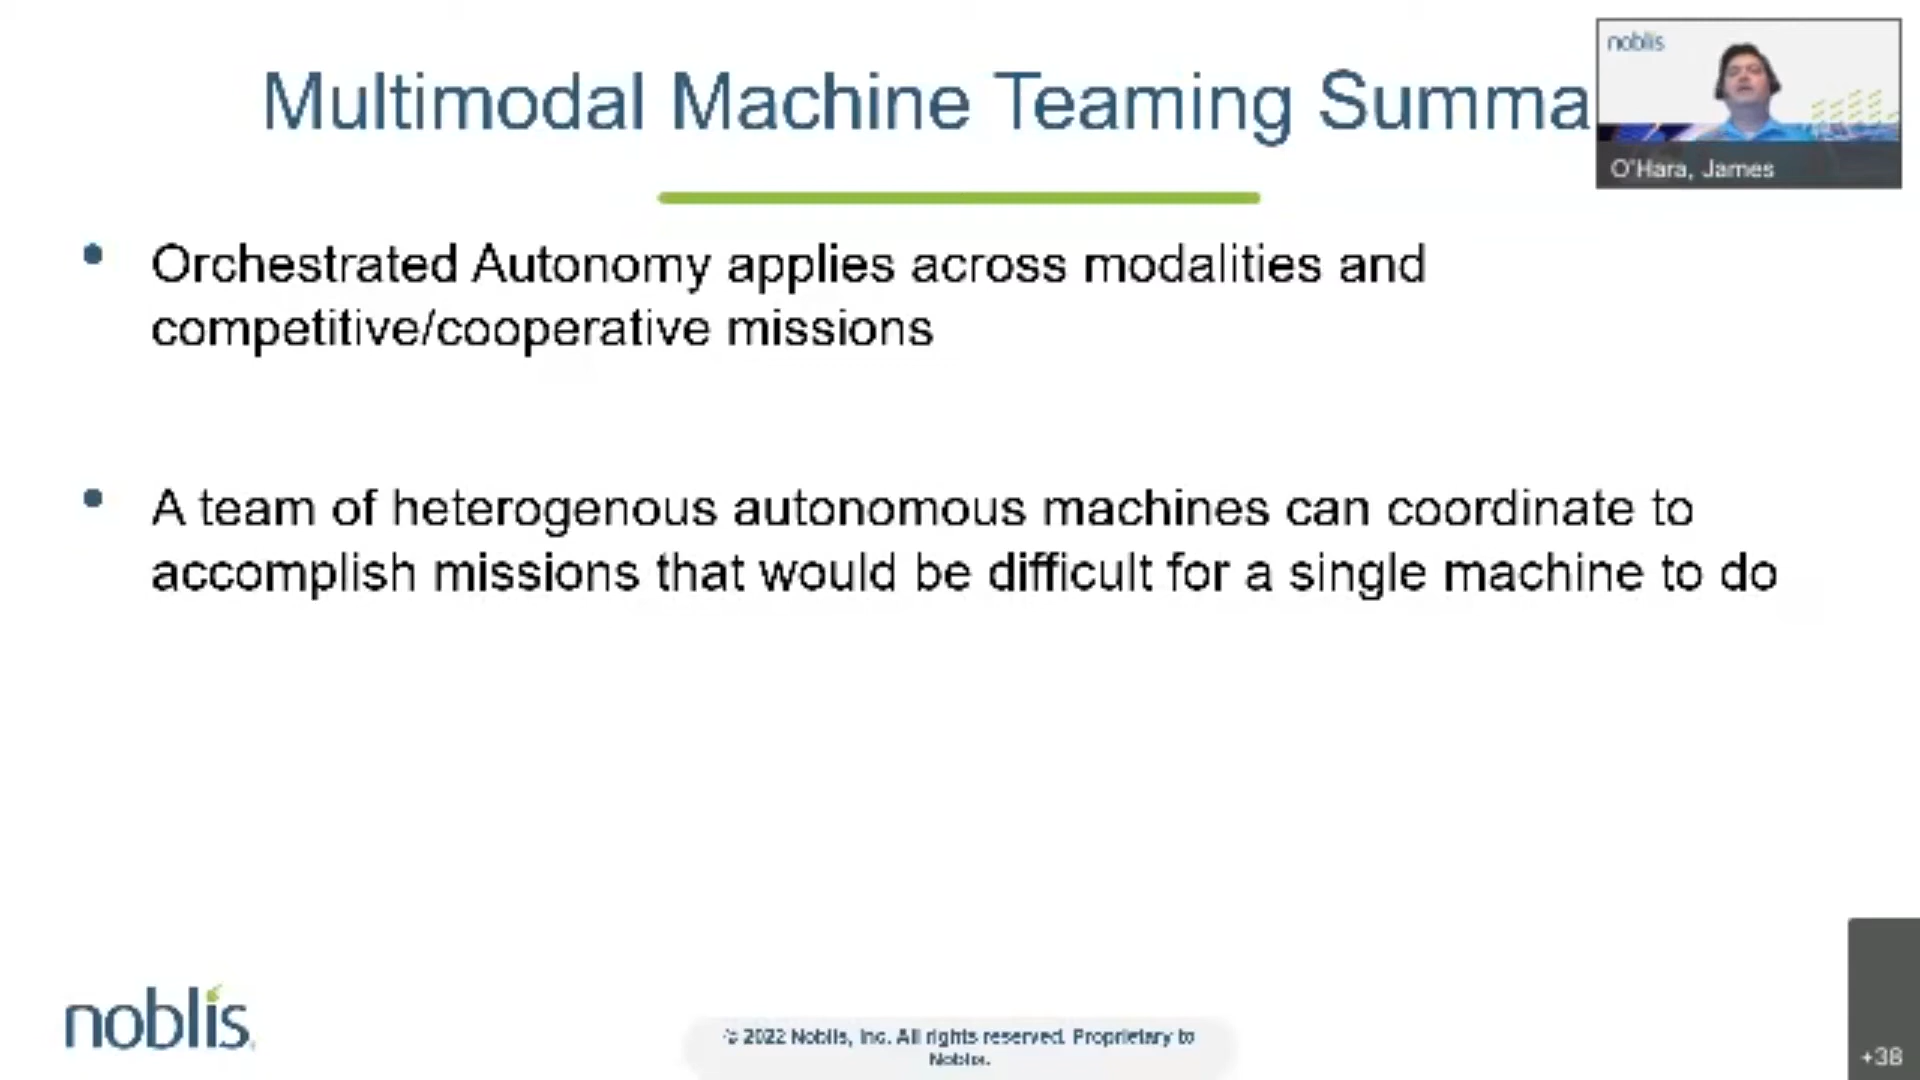 Multimodal Machine Teaming Summa
noblis
O'Hara, James
Orchestrated Autonomy applies across modalities and
competitive/cooperative missions
A team of heterogenous autonomous machines can coordinate to
accomplish missions that would be difficult for a single machine to do
noblis
© 2022 Noblis, Inc. All rights reserved. Proprietary to
Noblis.
+38